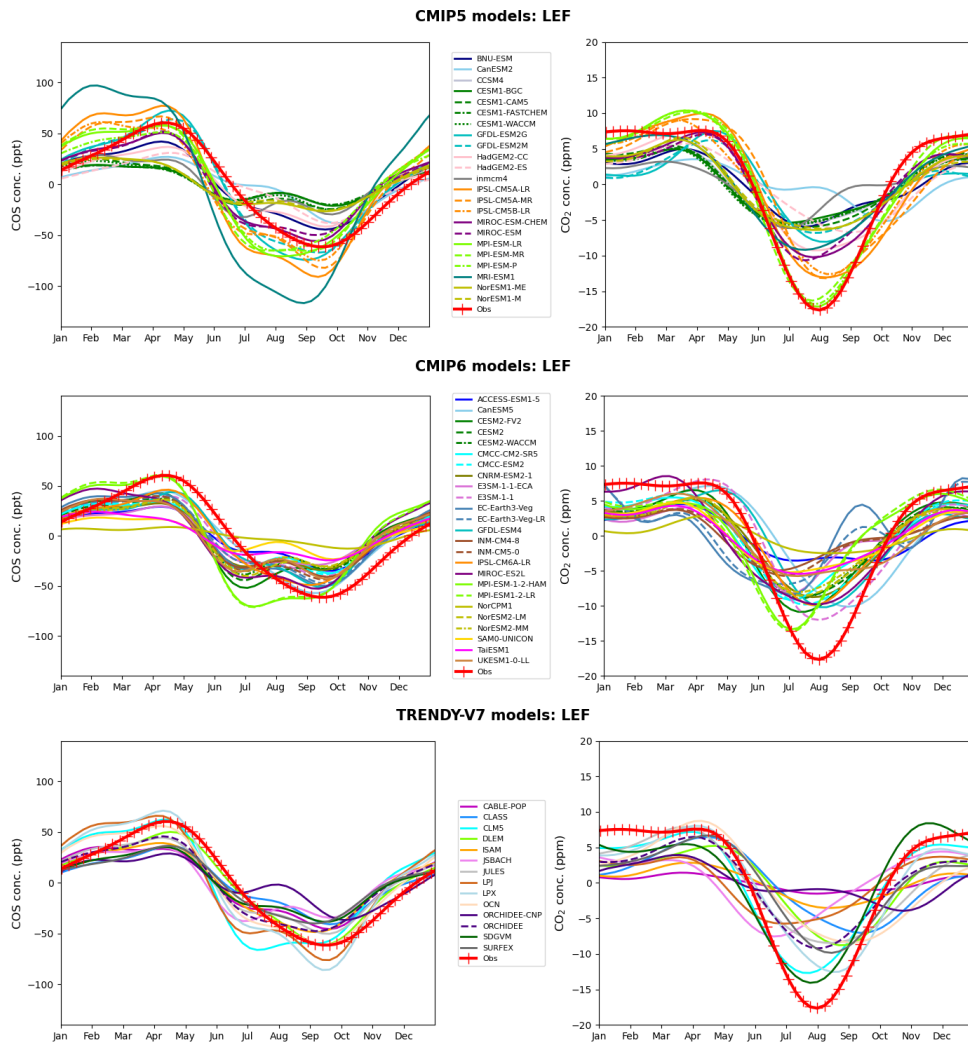 CMIP5 models: LEF
COS conc. (ppt)
100
50
0
−50
−100
Jan Feb Mar Apr May Jun Jul Aug Sep Oct Nov Dec
BNU-ESM
CanESM2
CCSM4
CESM1-BGC
CESM1-CAM5
CESM1-FASTCHEM
CESM1-WACCM
GFDL-ESM2G
GFDL-ESM2M
HadGEM2-CC
HadGEM2-ES
inmcm4
IPSL-CM5A-LR
IPSL-CM5A-MR
IPSL-CM5B-LR
MIROC-ESM-CHEM
MIROC-ESM
MPI-ESM-LR
MPI-ESM-MR
MPI-ESM-P
MRI-ESM1
NorESM1-ME
NorESM1-M
Obs
CO₂ conc. (ppm)
20
15
10
5
0
−5
−10
−15
−20
Jan Feb Mar Apr May Jun Jul Aug Sep Oct Nov Dec
CMIP6 models: LEF
COS conc. (ppt)
100
50
0
−50
−100
Jan Feb Mar Apr May Jun Jul Aug Sep Oct Nov Dec
ACCESS-ESM1-5
CanESM5
CESM2-FV2
CESM2
CESM2-WACCM
CMCC-CM2-SR5
CMCC-ESM2
CNRM-ESM2-1
E3SM-1-1-ECA
E3SM-1-1
EC-Earth3-Veg
EC-Earth3-Veg-LR
GFDL-ESM4
INM-CM4-8
INM-CM5-0
IPSL-CM6A-LR
MIROC-ES2L
MPI-ESM-1-2-HAM
MPI-ESM1-2-LR
NorCPM1
NorESM2-LM
NorESM2-MM
SAM0-UNICON
TaiESM1
UKESM1-0-LL
Obs
CO₂ conc. (ppm)
20
15
10
5
0
−5
−10
−15
−20
Jan Feb Mar Apr May Jun Jul Aug Sep Oct Nov Dec
TRENDY-V7 models: LEF
COS conc. (ppt)
100
50
0
−50
−100
Jan Feb Mar Apr May Jun Jul Aug Sep Oct Nov Dec
CABLE-POP
CLASS
CLM5
DLEM
ISAM
JSBACH
JULES
LPJ
LPX
OCN
ORCHIDEE-CNP
ORCHIDEE
SDGVM
SURFEX
Obs
CO₂ conc. (ppm)
20
15
10
5
0
−5
−10
−15
−20
Jan Feb Mar Apr May Jun Jul Aug Sep Oct Nov Dec